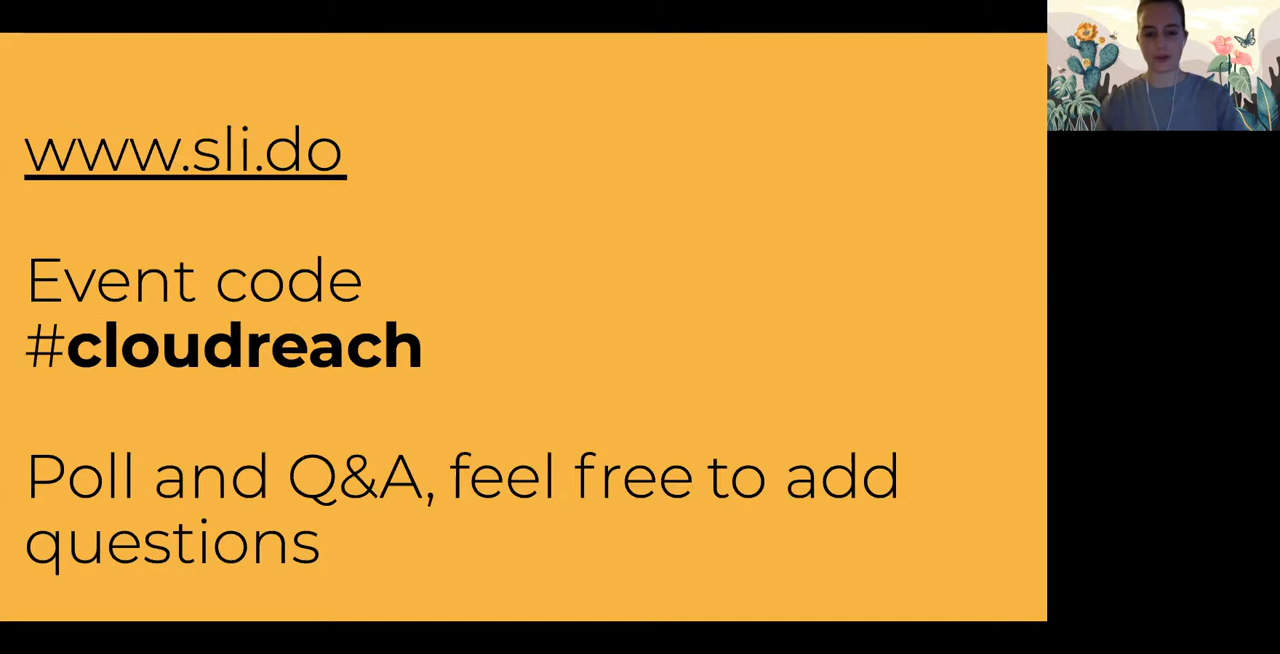 www.sli.do
Event code
#cloudreach
Poll and Q&A, feel free to add
questions